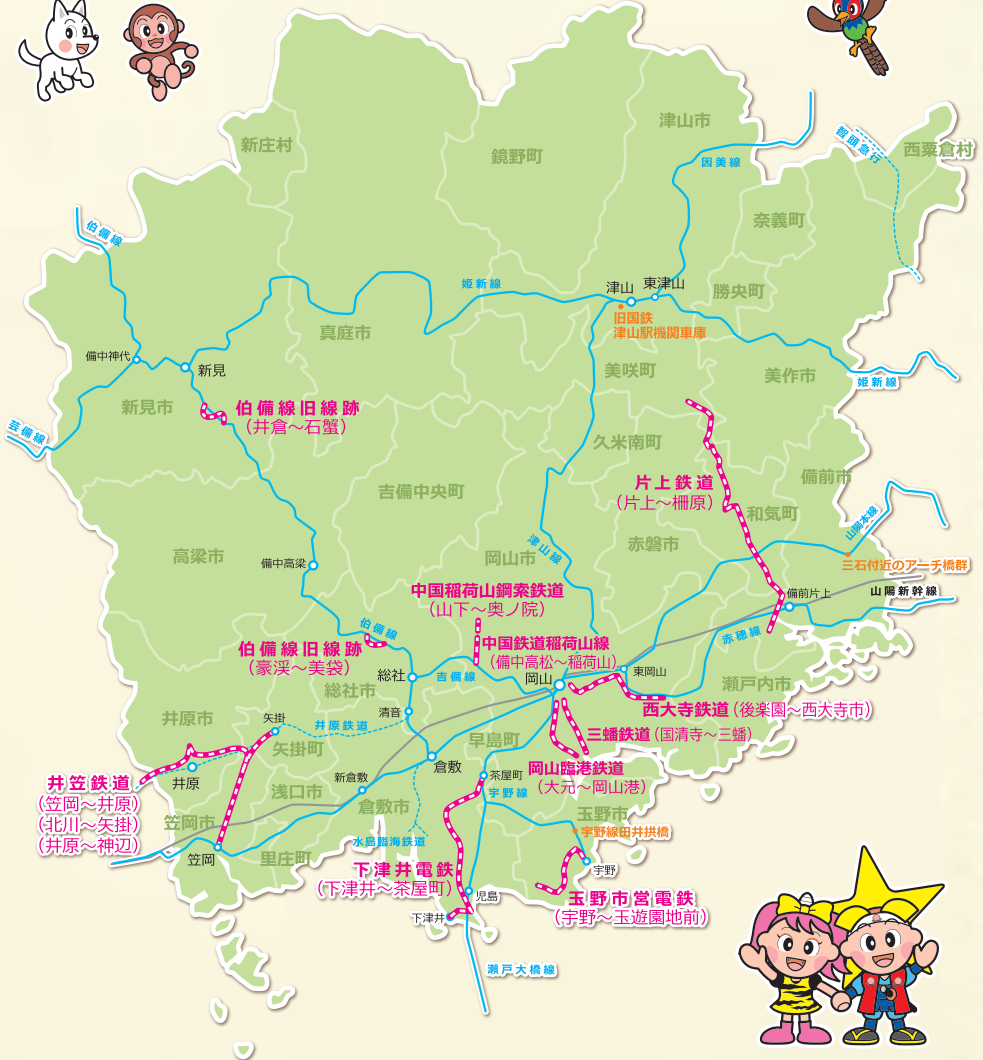 津山市
智頭急行
新庄村
鏡野町
因美線
西粟倉村
奈義町
伯備線
姫新線
津山
東津山
勝央町
旧国鉄
津山駅機関車庫
真庭市
備中神代
新見
美咲町
美作市
姫新線
新見市
伯備線旧線跡
(井倉〜石蟹)
芸備線
久米南町
備前市
片上鉄道
(片上〜柵原)
吉備中央町
和気町
山陽本線
津山線
赤磐市
高梁市
岡山市
備中高梁
三石付近のアーチ橋群
中国稲荷山鋼索鉄道
(山下〜奥ノ院)
備前片上
山陽新幹線
伯備線
赤穂線
伯備線旧線跡
(豪渓〜美袋)
中国鉄道稲荷山線
(備中高松〜稲荷山)
総社
吉備線
岡山
東岡山
瀬戸内市
総社市
西大寺鉄道(後楽園〜西大寺市)
井原市
清音
矢掛
井原鉄道
三蟠鉄道(国清寺〜三蟠)
矢掛町
早島町
岡山臨港鉄道
(大元〜岡山港)
倉敷
井笠鉄道
(笠岡〜井原)
(北川〜矢掛)
(井原〜神辺)
井原
新倉敷
茶屋町
宇野線
浅口市
倉敷市
玉野市
笠岡市
宇野線田井拱橋
水島臨海鉄道
笠岡
里庄町
下津井電鉄
(下津井〜茶屋町)
宇野
児島
玉野市営電鉄
(宇野〜玉遊園地前)
下津井
瀬戸大橋線